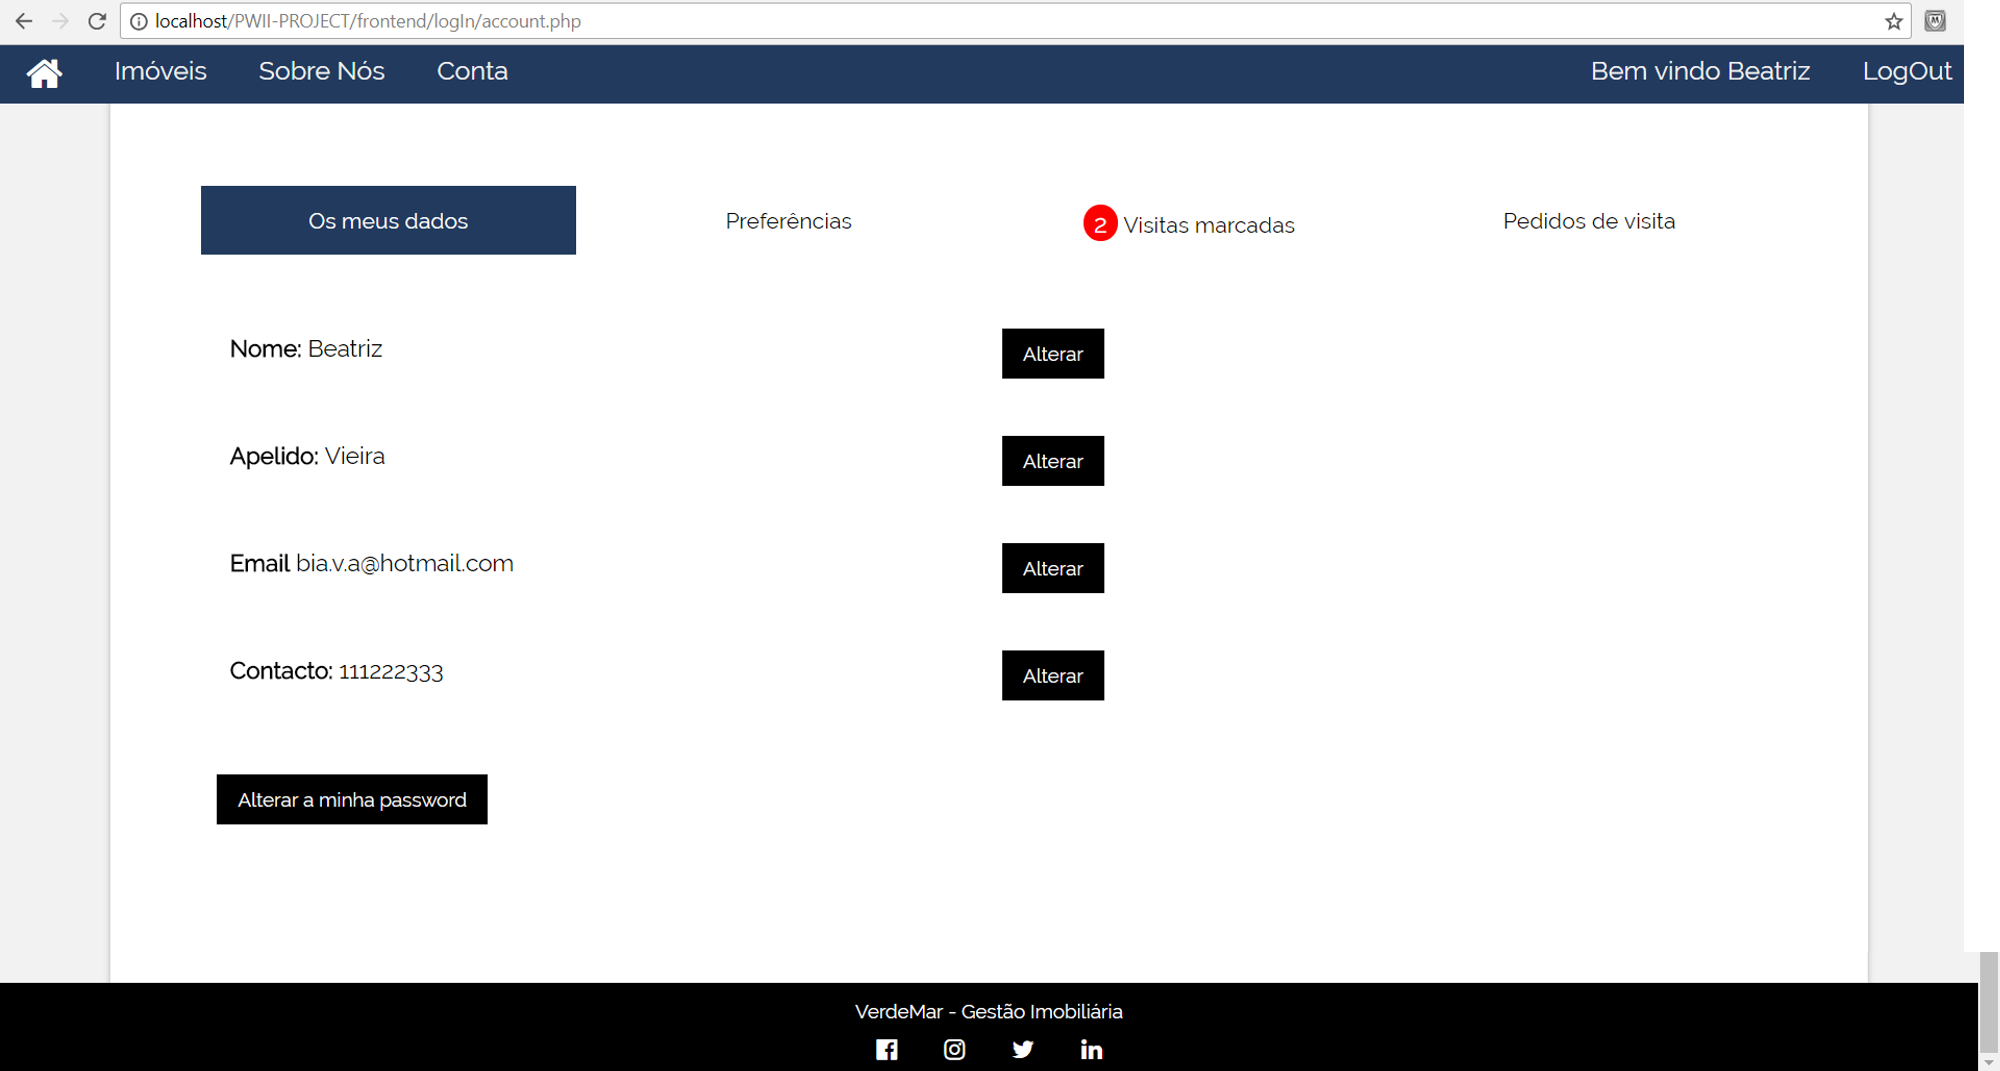 localhost/PWII-PROJECT/frontend/logIn/account.php
Imóveis Sobre Nós Conta Bem vindo Beatriz LogOut
Os meus dados Preferências 2 Visitas marcadas Pedidos de visita
Nome: Beatriz Alterar
Apelido: Vieira Alterar
Email bia.v.a@hotmail.com Alterar
Contacto: 111222333 Alterar
Alterar a minha password
VerdeMar - Gestão Imobiliária